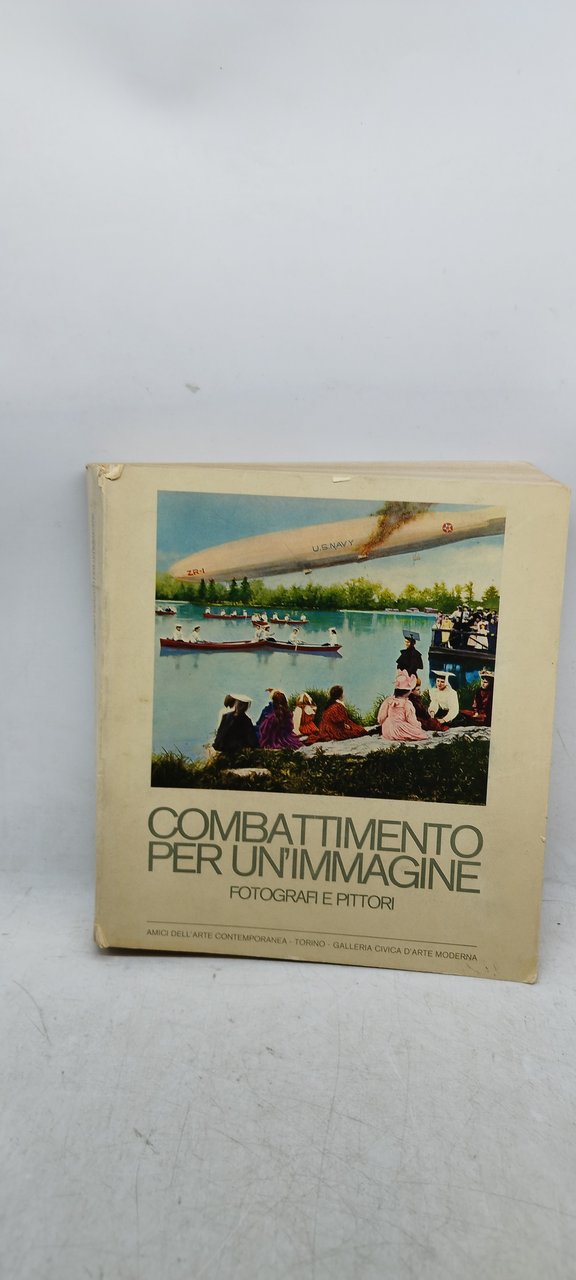 U.S. NAVY
ZR-1
COMBATTIMENTO
PER UN'IMMAGINE
FOTOGRAFI E PITTORI
AMICI DELL'ARTE CONTEMPORANEA - TORINO - GALLERIA CIVICA D'ARTE MODERNA